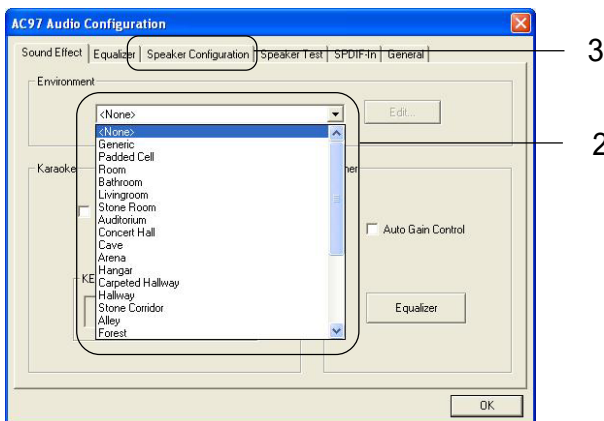 AC97 Audio Configuration
Sound Effect Equalizer Speaker Configuration Speaker Test SPDIF-In General
3
Environment
<None>
Edit...
2
<None>
Generic
Padded Cell
Karaoke
Room
her
Bathroom
Livingroom
Stone Room
Auditorium
Auto Gain Control
Concert Hall
Cave
Arena
Hangar
KE
Carpeted Hallway
Hallway
Stone Corridor
Equalizer
Alley
Forest
OK